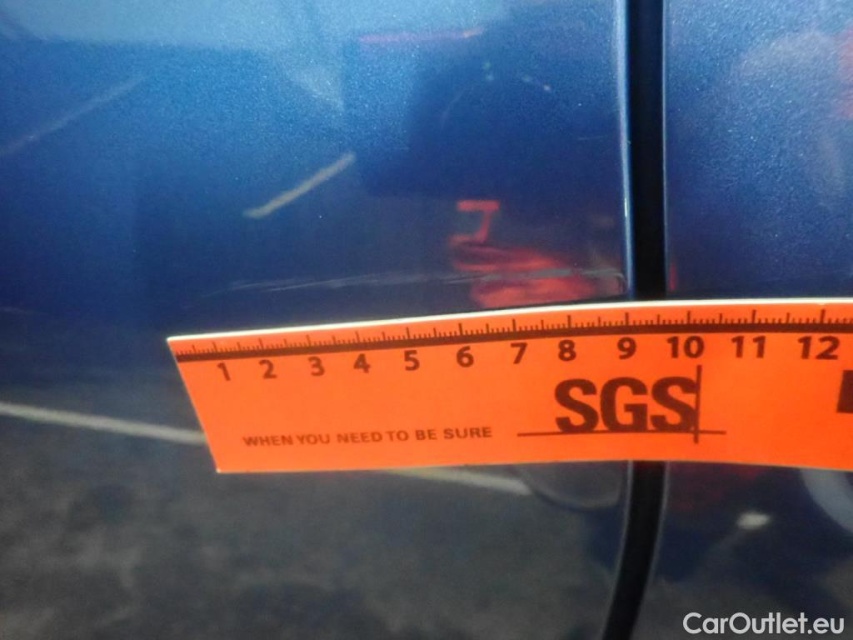 1 2 3 4 5 6 7 8 9 10 11 12
SGS
WHEN YOU NEED TO BE SURE
CarOutlet.eu